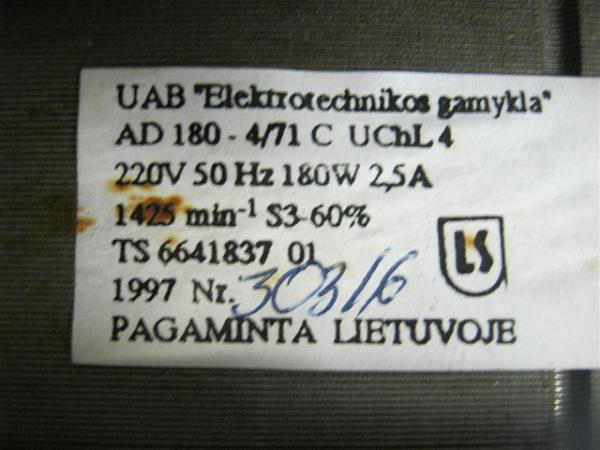 UAB "Elektrotechnikos gamykla"
AD 180 - 4/71 C UChL 4
220V 50 Hz 180W 2,5A
1425 min⁻¹ S3-60%
TS 6641837 01
LS
1997 Nr. 30316
PAGAMINTA LIETUVOJE